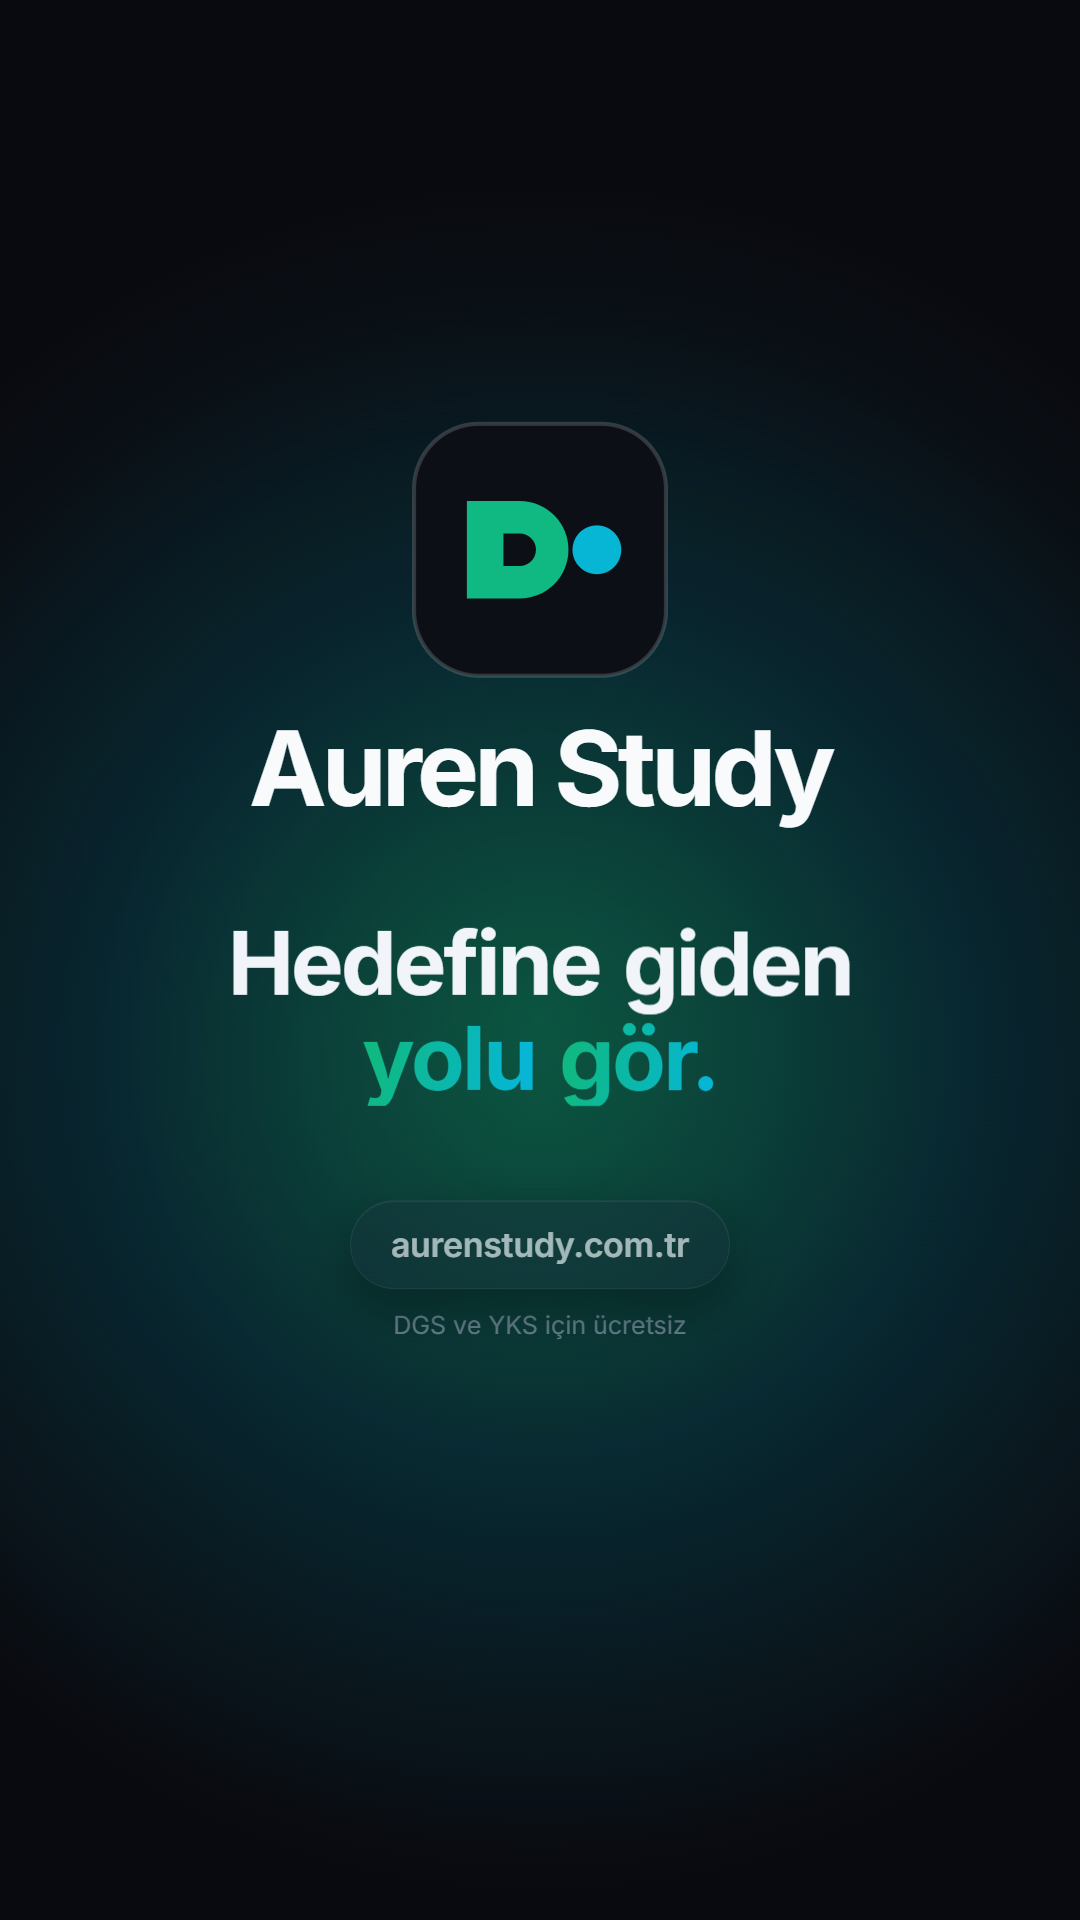 D
Auren Study
Hedefine giden
yolu gör.
aurenstudy.com.tr
DGS ve YKS için ücretsiz